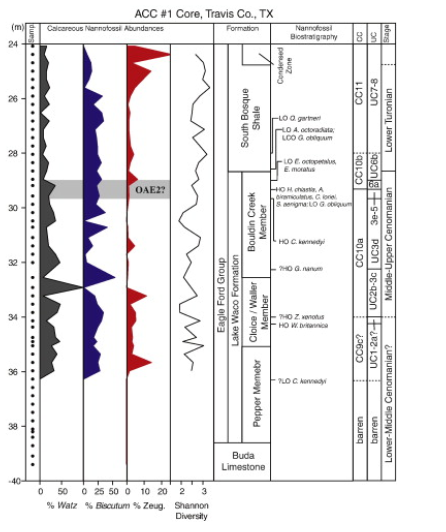 ACC #1 Core, Travis Co., TX
(m) Samp. Calcareous Nannofossil Abundances Formation Nannofossil Biostratigraphy CC UC Stage
24
26
28
30
32
34
36
38
-40
OAE2?
0 50
% Watz
0 25 50
% Biscutum
0 10 20
% Zeug.
2 3
Shannon Diversity
Eagle Ford Group
Lake Waco Formation
South Bosque Shale
Bouldin Creek Member
Cloice / Waller Member
Pepper Memebr
Buda Limestone
Condensed Zone
LO Q. gartneri
LO A. octoradiata;
LCO G. obliquum
LO E. octopetalus,
E. moratus
HO H. chiastia, A.
terebriculatus, C. loriei,
S. aenigma; LO G. obliquum
HO C. kennedyi
?HO G. nanum
?HO Z. xenotus
HO W. britannica
?LO C. kennedyi
CC11
CC10b
CC10a
CC9c?
barren
UC7-8
UC6b
6a
3e-5
UC3d
UC2b-3c
UC1-2a?
barren
Lower Turonian
Middle-Upper Cenomanian
Lower-Middle Cenomanian?